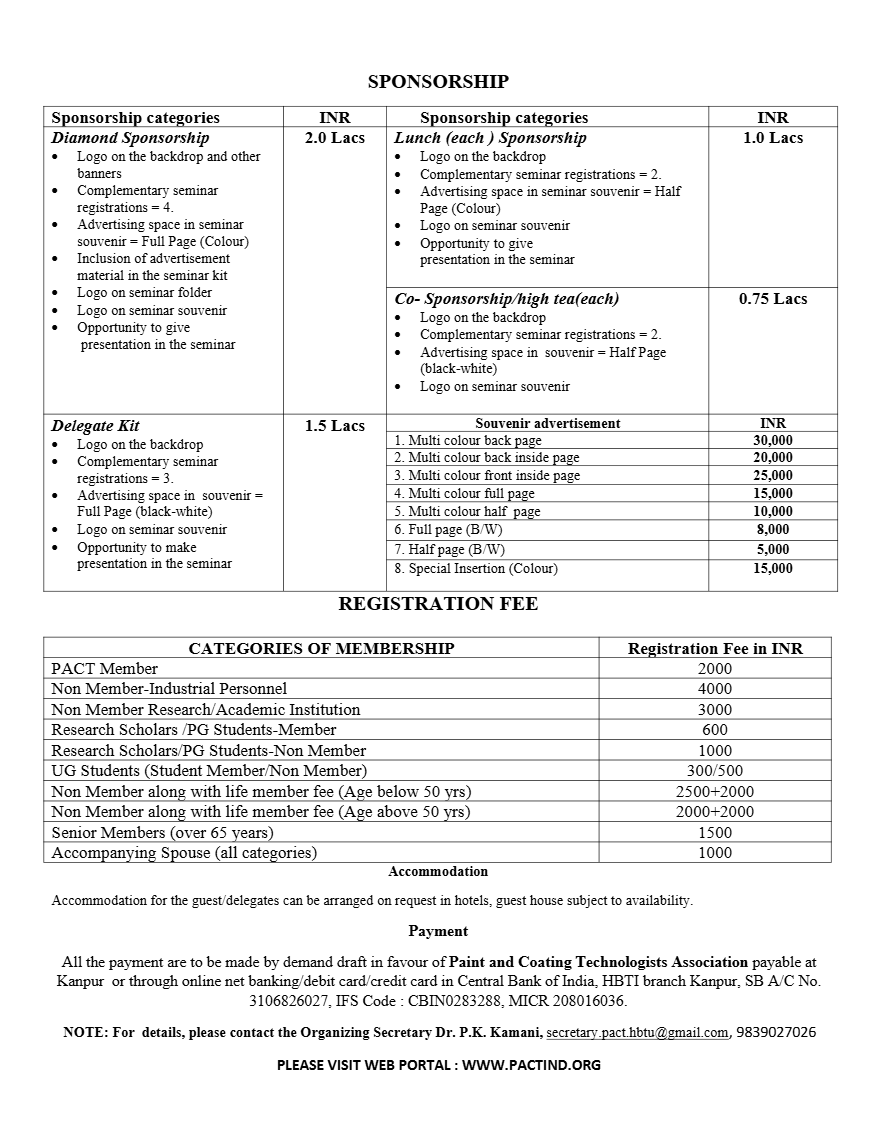 SPONSORSHIP
Sponsorship categories INR Sponsorship categories INR
Diamond Sponsorship 2.0 Lacs
• Logo on the backdrop and other
banners
• Complementary seminar
registrations = 4.
• Advertising space in seminar
souvenir = Full Page (Colour)
• Inclusion of advertisement
material in the seminar kit
• Logo on seminar folder
• Logo on seminar souvenir
• Opportunity to give
presentation in the seminar
Lunch (each ) Sponsorship 1.0 Lacs
• Logo on the backdrop
• Complementary seminar registrations = 2.
• Advertising space in seminar souvenir = Half
Page (Colour)
• Logo on seminar souvenir
• Opportunity to give
presentation in the seminar
Co- Sponsorship/high tea(each) 0.75 Lacs
• Logo on the backdrop
• Complementary seminar registrations = 2.
• Advertising space in souvenir = Half Page
(black-white)
• Logo on seminar souvenir
Delegate Kit 1.5 Lacs
• Logo on the backdrop
• Complementary seminar
registrations = 3.
• Advertising space in souvenir =
Full Page (black-white)
• Logo on seminar souvenir
• Opportunity to make
presentation in the seminar
Souvenir advertisement INR
1. Multi colour back page 30,000
2. Multi colour back inside page 20,000
3. Multi colour front inside page 25,000
4. Multi colour full page 15,000
5. Multi colour half page 10,000
6. Full page (B/W) 8,000
7. Half page (B/W) 5,000
8. Special Insertion (Colour) 15,000
REGISTRATION FEE
CATEGORIES OF MEMBERSHIP Registration Fee in INR
PACT Member 2000
Non Member-Industrial Personnel 4000
Non Member Research/Academic Institution 3000
Research Scholars /PG Students-Member 600
Research Scholars/PG Students-Non Member 1000
UG Students (Student Member/Non Member) 300/500
Non Member along with life member fee (Age below 50 yrs) 2500+2000
Non Member along with life member fee (Age above 50 yrs) 2000+2000
Senior Members (over 65 years) 1500
Accompanying Spouse (all categories) 1000
Accommodation
Accommodation for the guest/delegates can be arranged on request in hotels, guest house subject to availability.
Payment
All the payment are to be made by demand draft in favour of Paint and Coating Technologists Association payable at
Kanpur or through online net banking/debit card/credit card in Central Bank of India, HBTI branch Kanpur, SB A/C No.
3106826027, IFS Code : CBIN0283288, MICR 208016036.
NOTE: For details, please contact the Organizing Secretary Dr. P.K. Kamani, secretary.pact.hbtu@gmail.com, 9839027026
PLEASE VISIT WEB PORTAL : WWW.PACTIND.ORG